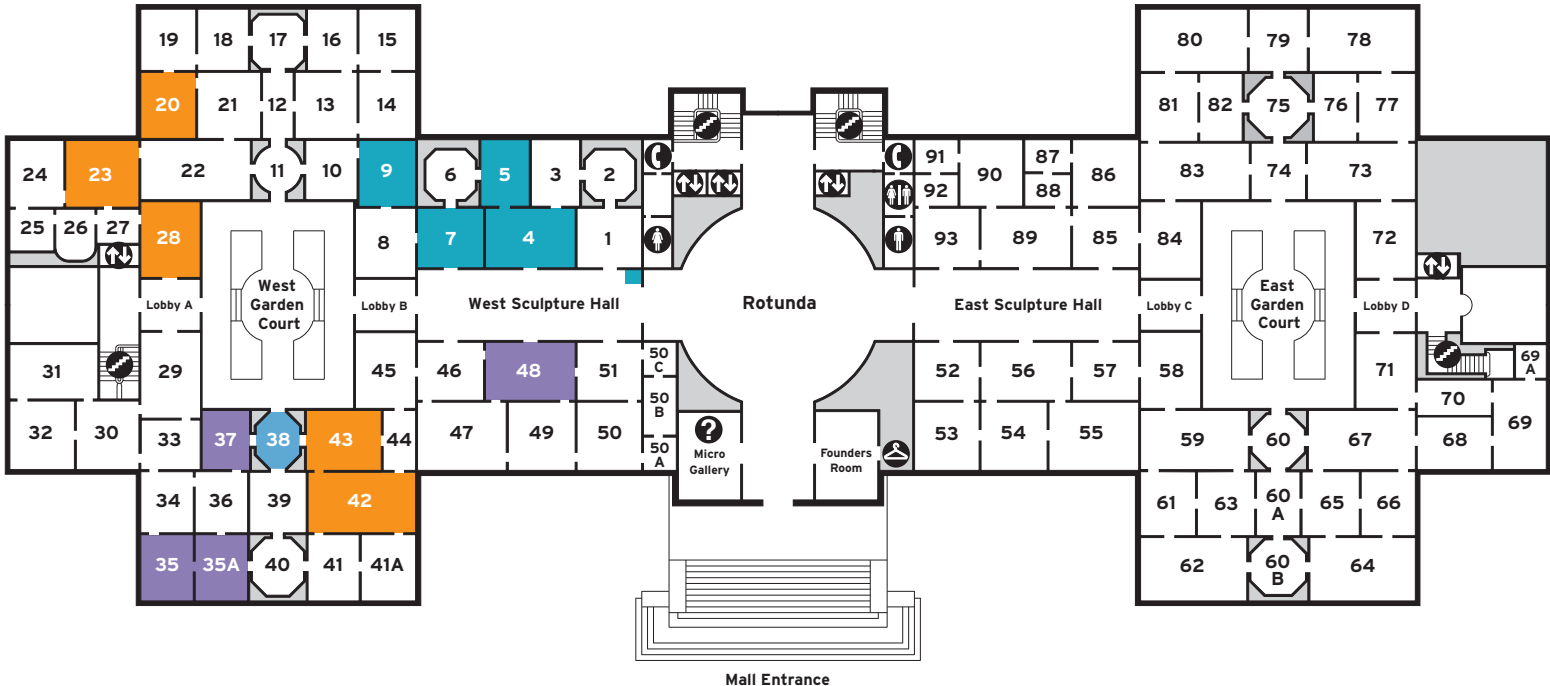 19 18 17 16 15
80 79 78
20 21 12 13 14
81 82 75 76 77
24 23 22 11 10 9 6 5 3 2
91 90 87 86 83 74 73
92 88
25 26 27 28 8 7 4 1
93 89 85 84 72
Lobby A
West
Garden
Court
Lobby B
West Sculpture Hall
Rotunda
East Sculpture Hall
Lobby C
East
Garden
Court
Lobby D
31 29 45 46 48 51
50
C
52 56 57 58 71
69
A
32 30 33 37 38 43 44 47 49 50
50
B
50
A
?
Micro
Gallery
Founders
Room
53 54 55 59 60 67 70
68 69
34 36 39 42
61 63
60
A
65 66
35 35A 40 41 41A
62
60
B
64
Mall Entrance